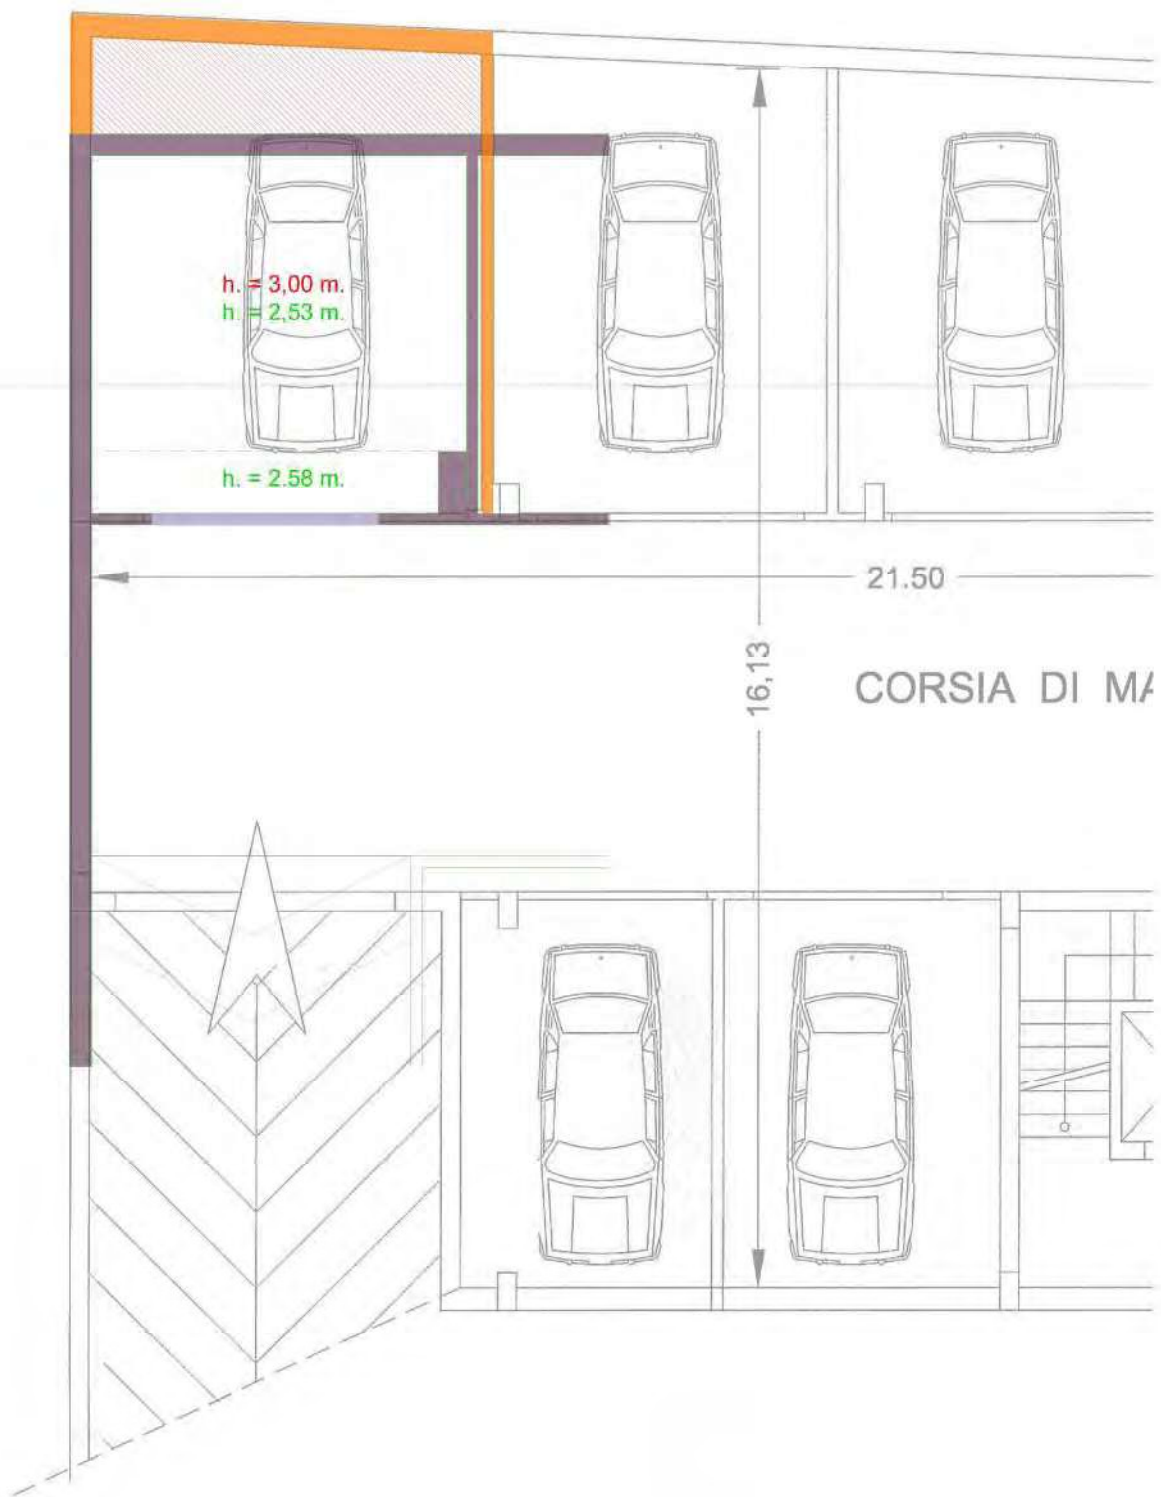 h. = 3,00 m.
h. = 2,53 m.
h. = 2.58 m.
21.50
16,13
CORSIA DI